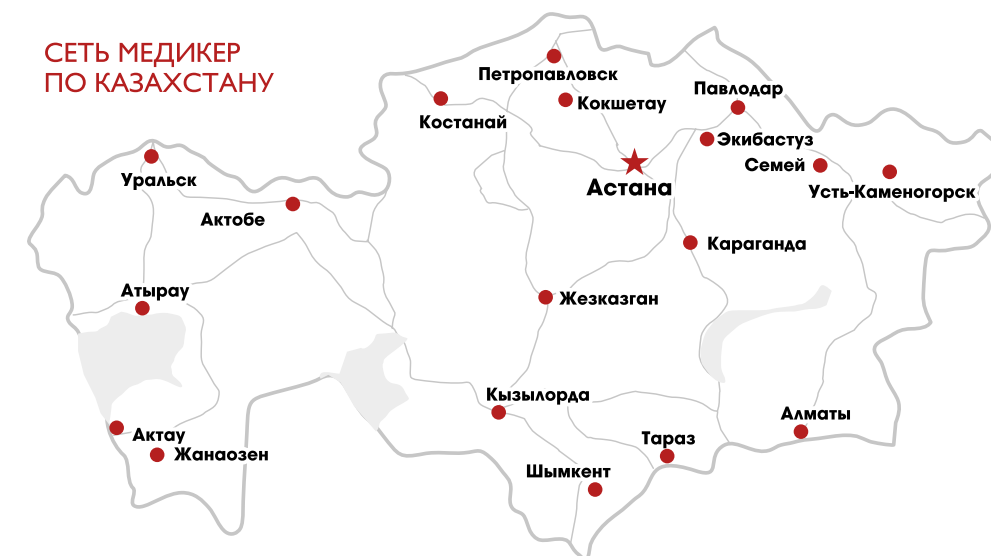 СЕТЬ МЕДИКЕР
ПО КАЗАХСТАНУ
Петропавловск
Кокшетау
Костанай
Павлодар
Экибастуз
Семей
Усть-Каменогорск
Астана
Уральск
Актобе
Караганда
Атырау
Жезказган
Кызылорда
Алматы
Актау
Жанаозен
Тараз
Шымкент